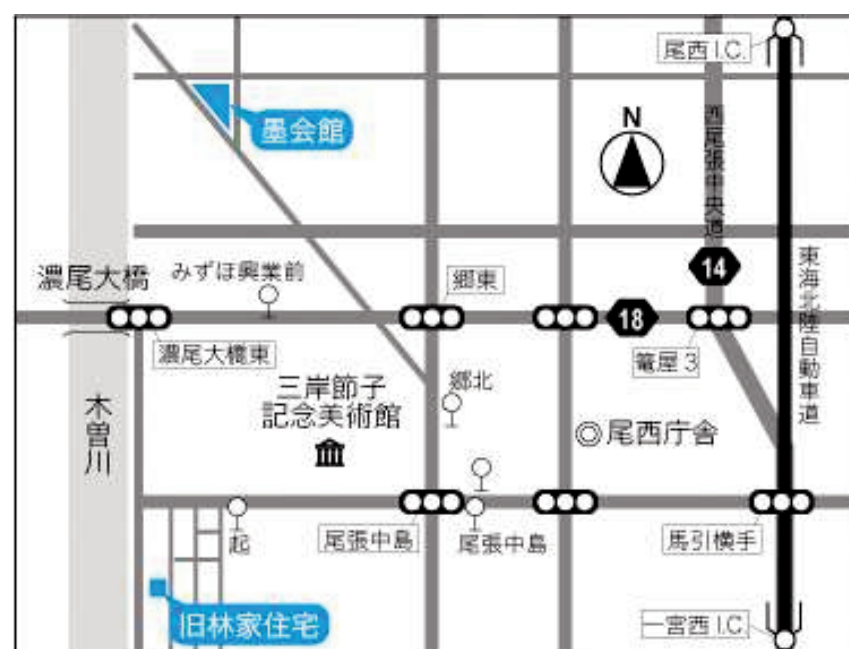 尾西I.C.
墨会館
N
西尾張中央道
14
東海北陸自動車道
濃尾大橋
みずほ興業前
郷東
18
濃尾大橋東
篭屋3
三岸節子
記念美術館
郷北
木曽川
尾西庁舎
起
尾張中島
尾張中島
馬引横手
旧林家住宅
一宮西I.C.